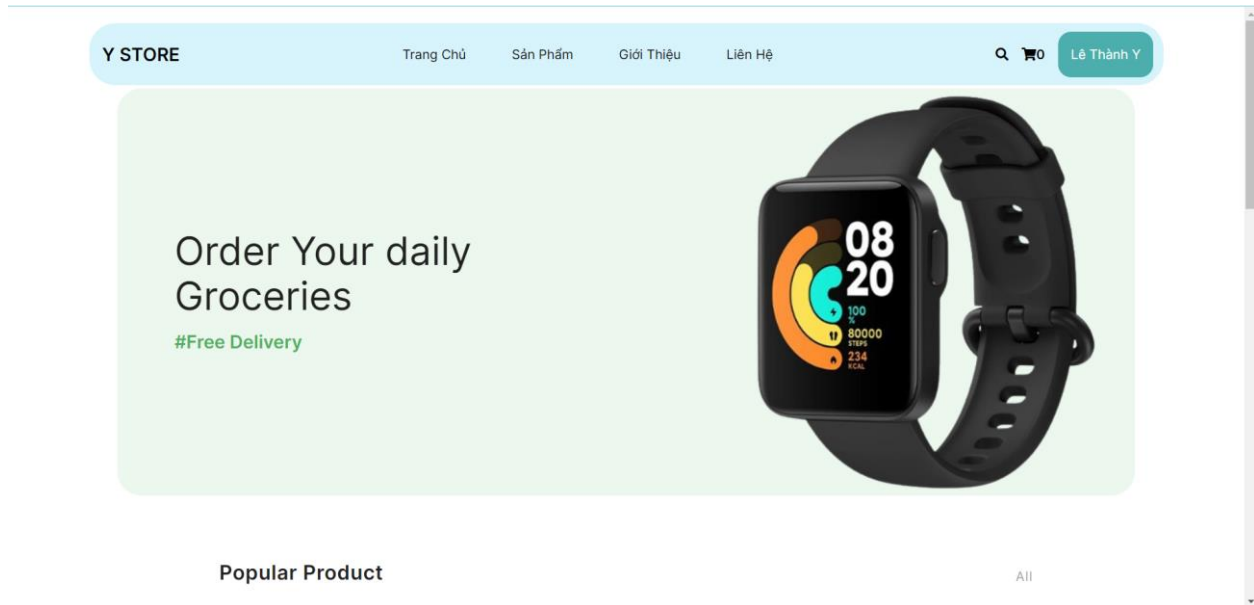 Y STORE
Trang Chủ
Sản Phẩm
Giới Thiệu
Liên Hệ
0
Lê Thành Y
Order Your daily
Groceries
#Free Delivery
08
20
100
%
80000
STEPS
234
KCAL
Popular Product
All